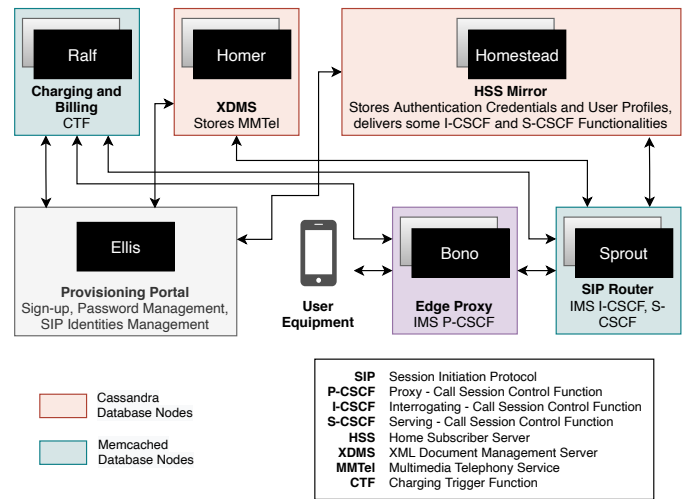 Ralf
Charging and
Billing
CTF
Homer
XDMS
Stores MMTel
Homestead
HSS Mirror
Stores Authentication Credentials and User Profiles,
delivers some I-CSCF and S-CSCF Functionalities
Ellis
Provisioning Portal
Sign-up, Password Management,
SIP Identities Management
User
Equipment
Bono
Edge Proxy
IMS P-CSCF
Sprout
SIP Router
IMS I-CSCF, S-
CSCF
Cassandra
Database Nodes
Memcached
Database Nodes
SIP Session Initiation Protocol
P-CSCF Proxy - Call Session Control Function
I-CSCF Interrogating - Call Session Control Function
S-CSCF Serving - Call Session Control Function
HSS Home Subscriber Server
XDMS XML Document Management Server
MMTel Multimedia Telephony Service
CTF Charging Trigger Function